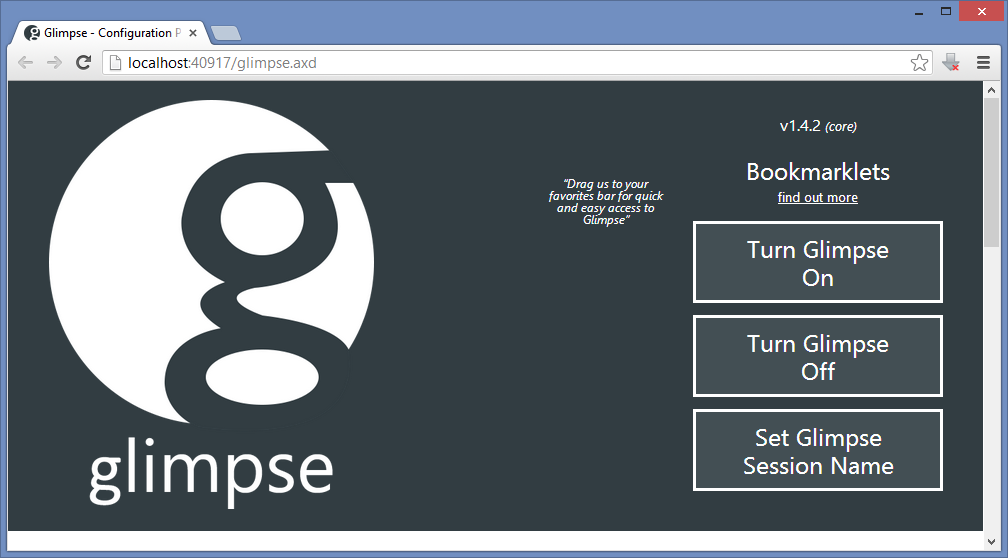 Glimpse - Configuration P
localhost:40917/glimpse.axd
glimpse
"Drag us to your
favorites bar for quick
and easy access to
Glimpse"
v1.4.2 (core)
Bookmarklets
find out more
Turn Glimpse
On
Turn Glimpse
Off
Set Glimpse
Session Name